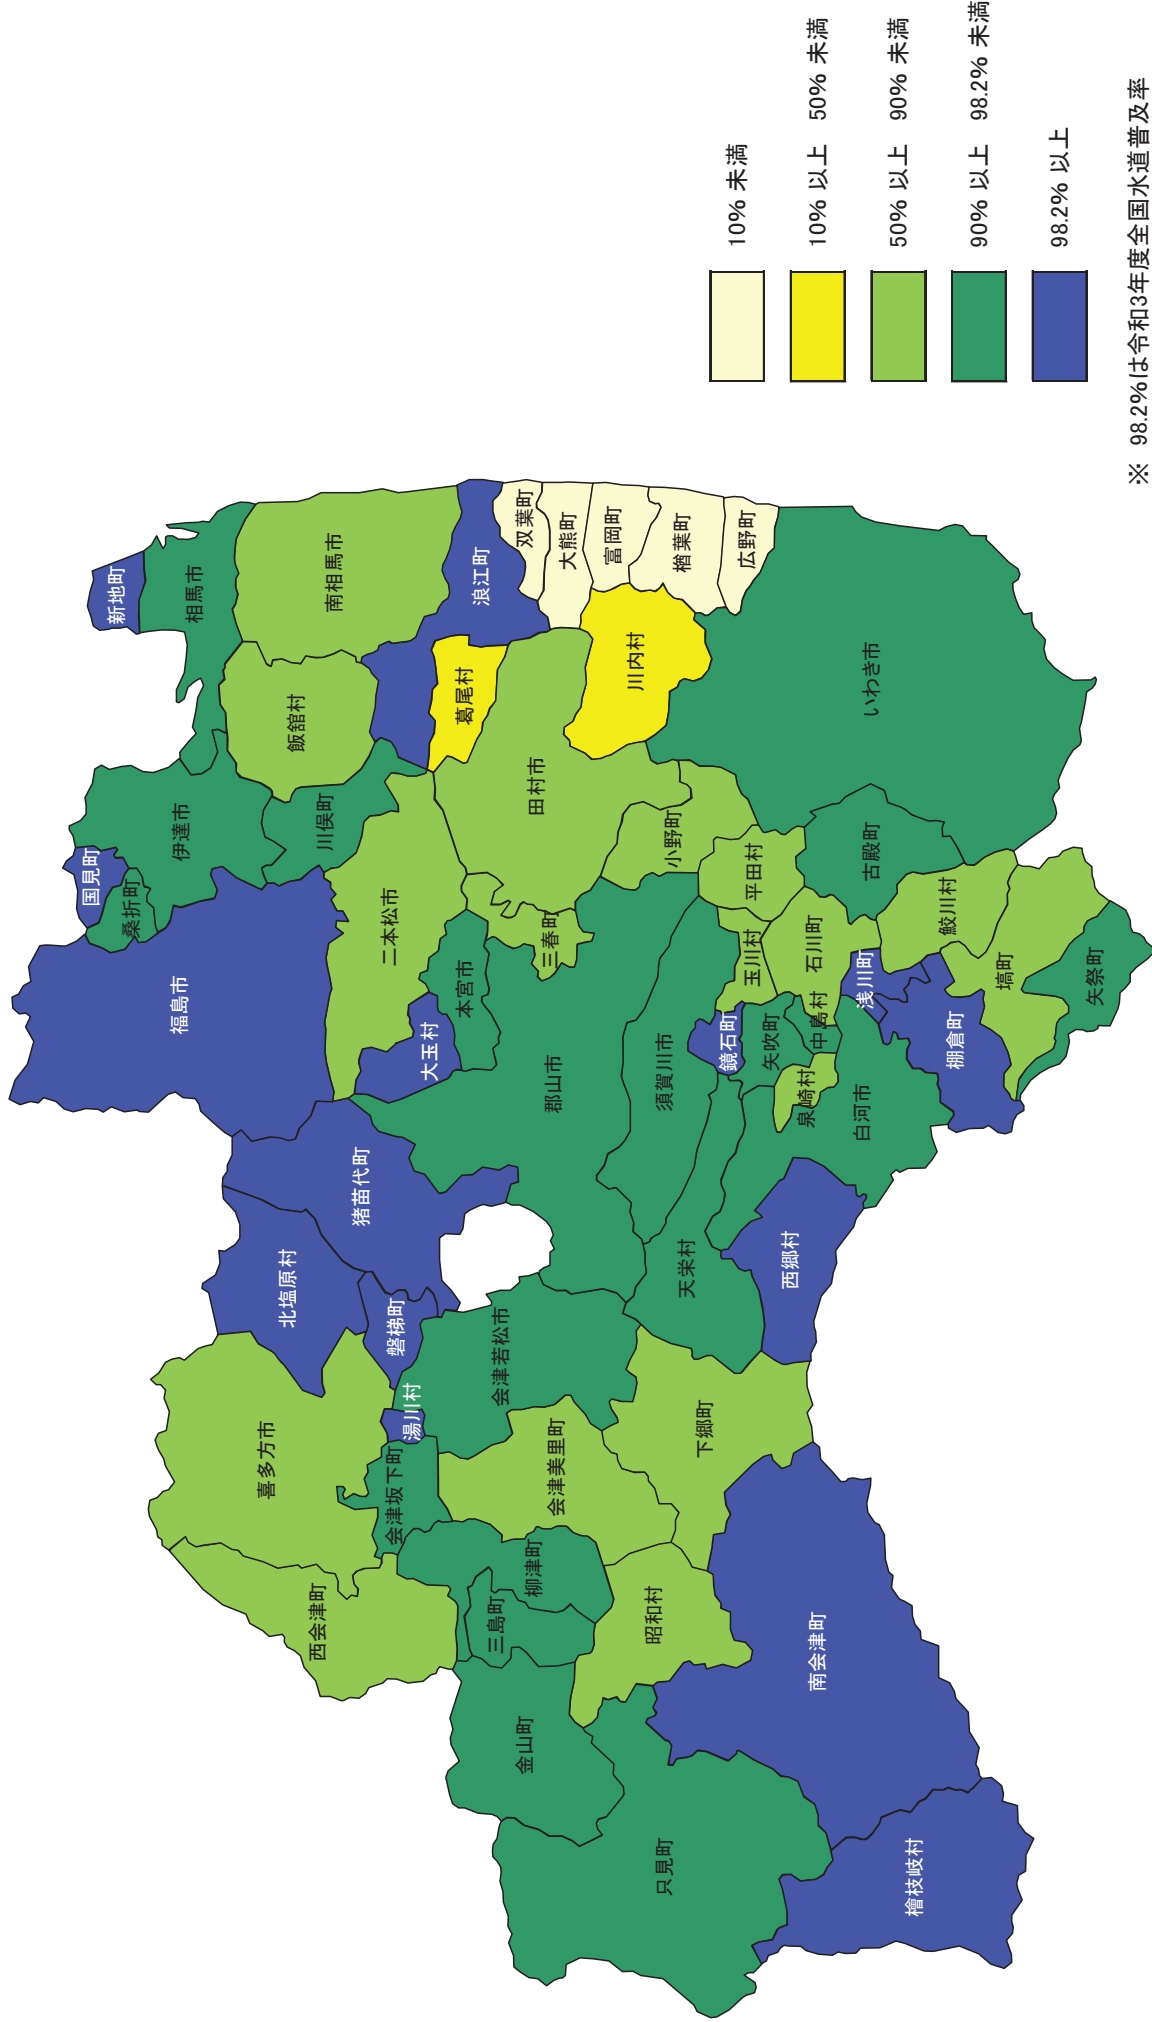 新地町
相馬市
南相馬市
飯舘村
浪江町
葛尾村
双葉町
大熊町
富岡町
楢葉町
広野町
川内村
いわき市
田村市
小野町
平田村
古殿町
鮫川村
塙町
矢祭町
国見町
桑折町
伊達市
川俣町
福島市
二本松市
三春町
本宮市
大玉村
郡山市
須賀川市
鏡石町
玉川村
石川町
浅川町
矢吹町
中島村
泉崎村
棚倉町
白河市
西郷村
天栄村
猪苗代町
北塩原村
磐梯町
湯川村
会津若松市
喜多方市
会津坂下町
会津美里町
下郷町
西会津町
柳津町
三島町
昭和村
金山町
南会津町
只見町
檜枝岐村
10% 未満
10% 以上 50% 未満
50% 以上 90% 未満
90% 以上 98.2% 未満
98.2% 以上
※ 98.2%は令和3年度全国水道普及率